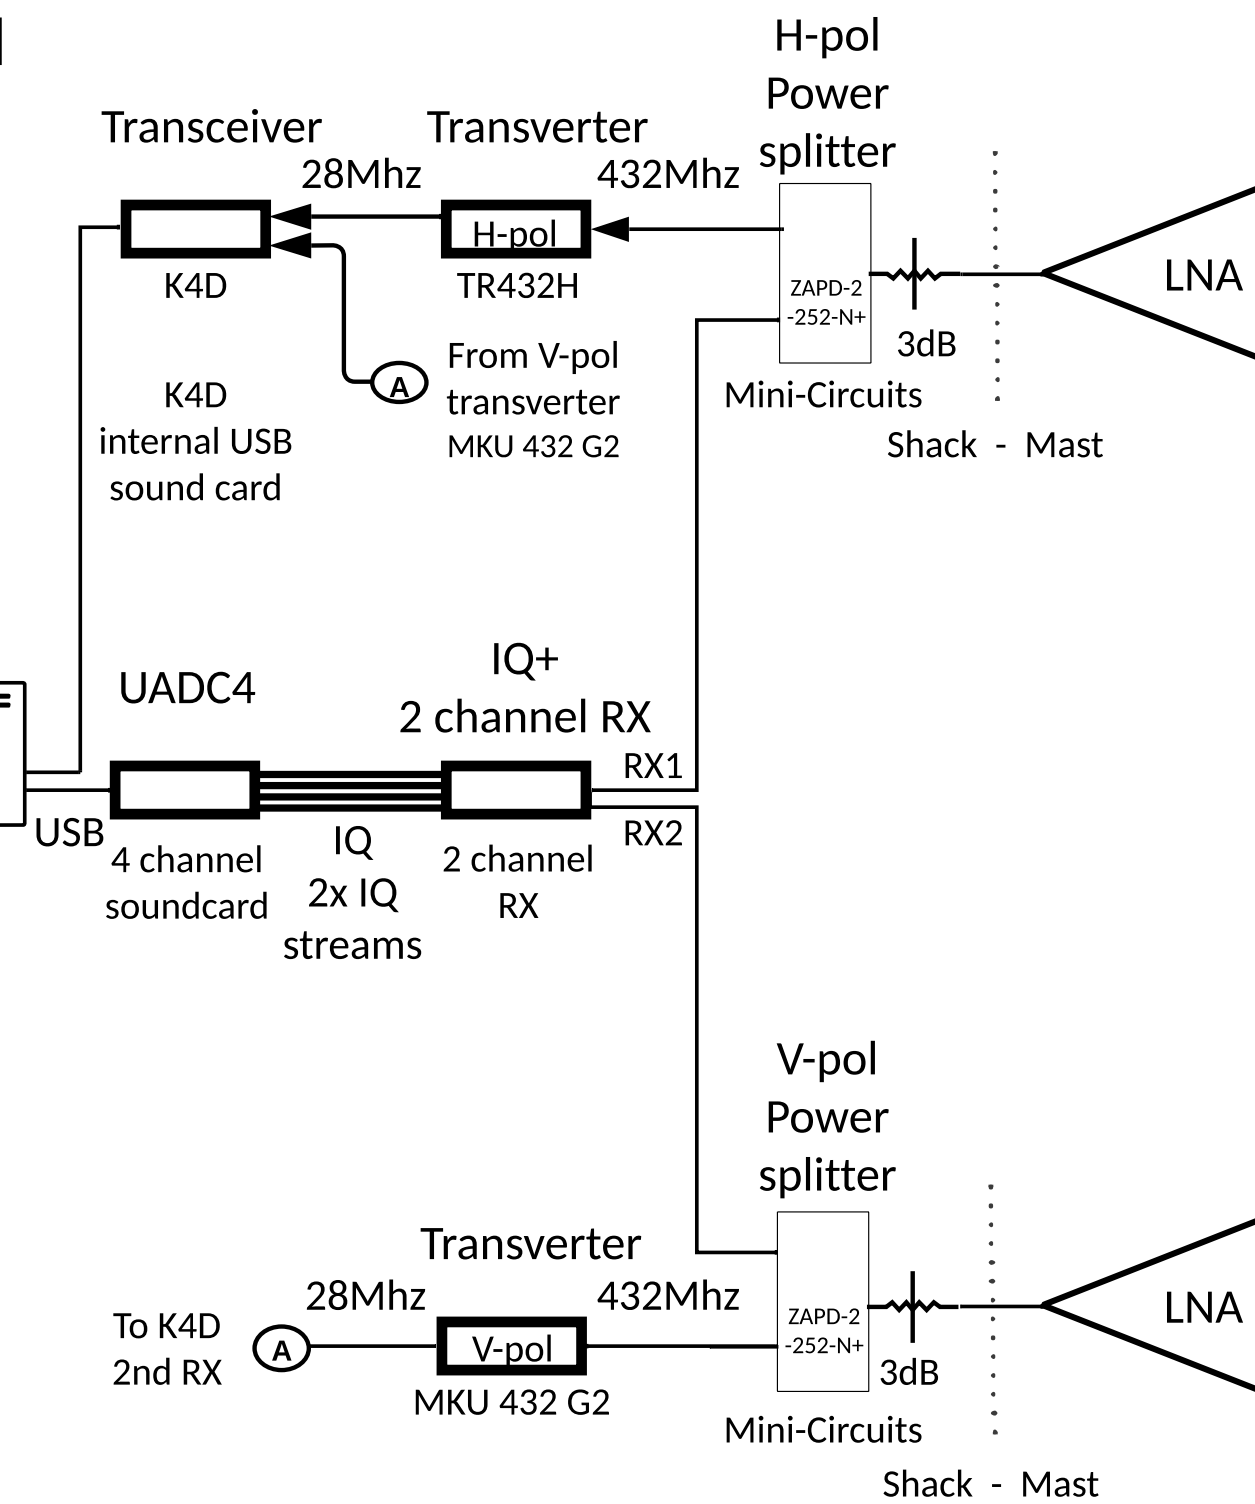 H-pol
Power
splitter
Transceiver
Transverter
28Mhz
432Mhz
H-pol
K4D
TR432H
ZAPD-2
-252-N+
LNA
3dB
From V-pol
transverter
MKU 432 G2
A
K4D
internal USB
sound card
Mini-Circuits
Shack - Mast
UADC4
IQ+
2 channel RX
RX1
RX2
USB
4 channel
soundcard
IQ
2x IQ
streams
2 channel
RX
V-pol
Power
splitter
Transverter
28Mhz
432Mhz
To K4D
2nd RX
A
V-pol
MKU 432 G2
ZAPD-2
-252-N+
LNA
3dB
Mini-Circuits
Shack - Mast